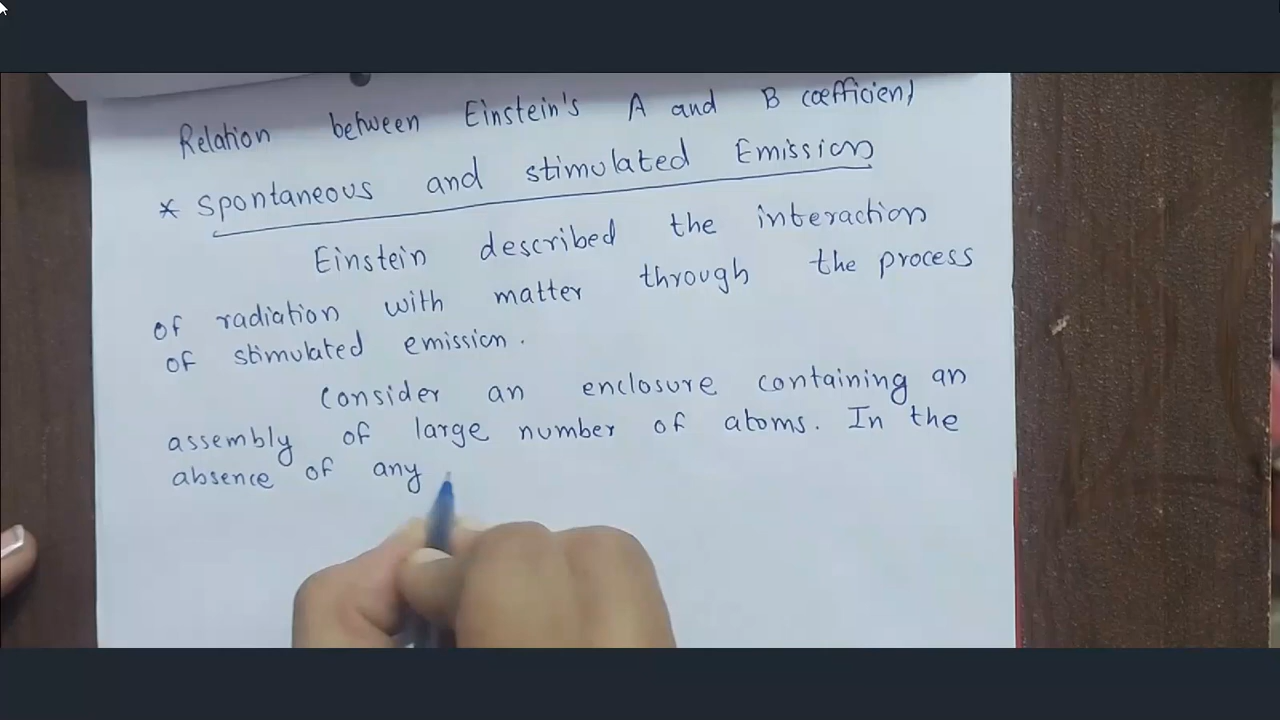 Relation between Einstein's A and B coefficient
* Spontaneous and stimulated Emission
Einstein described the interaction
of radiation with matter through the process
of stimulated emission.
Consider an enclosure containing an
assembly of large number of atoms. In the
absence of any